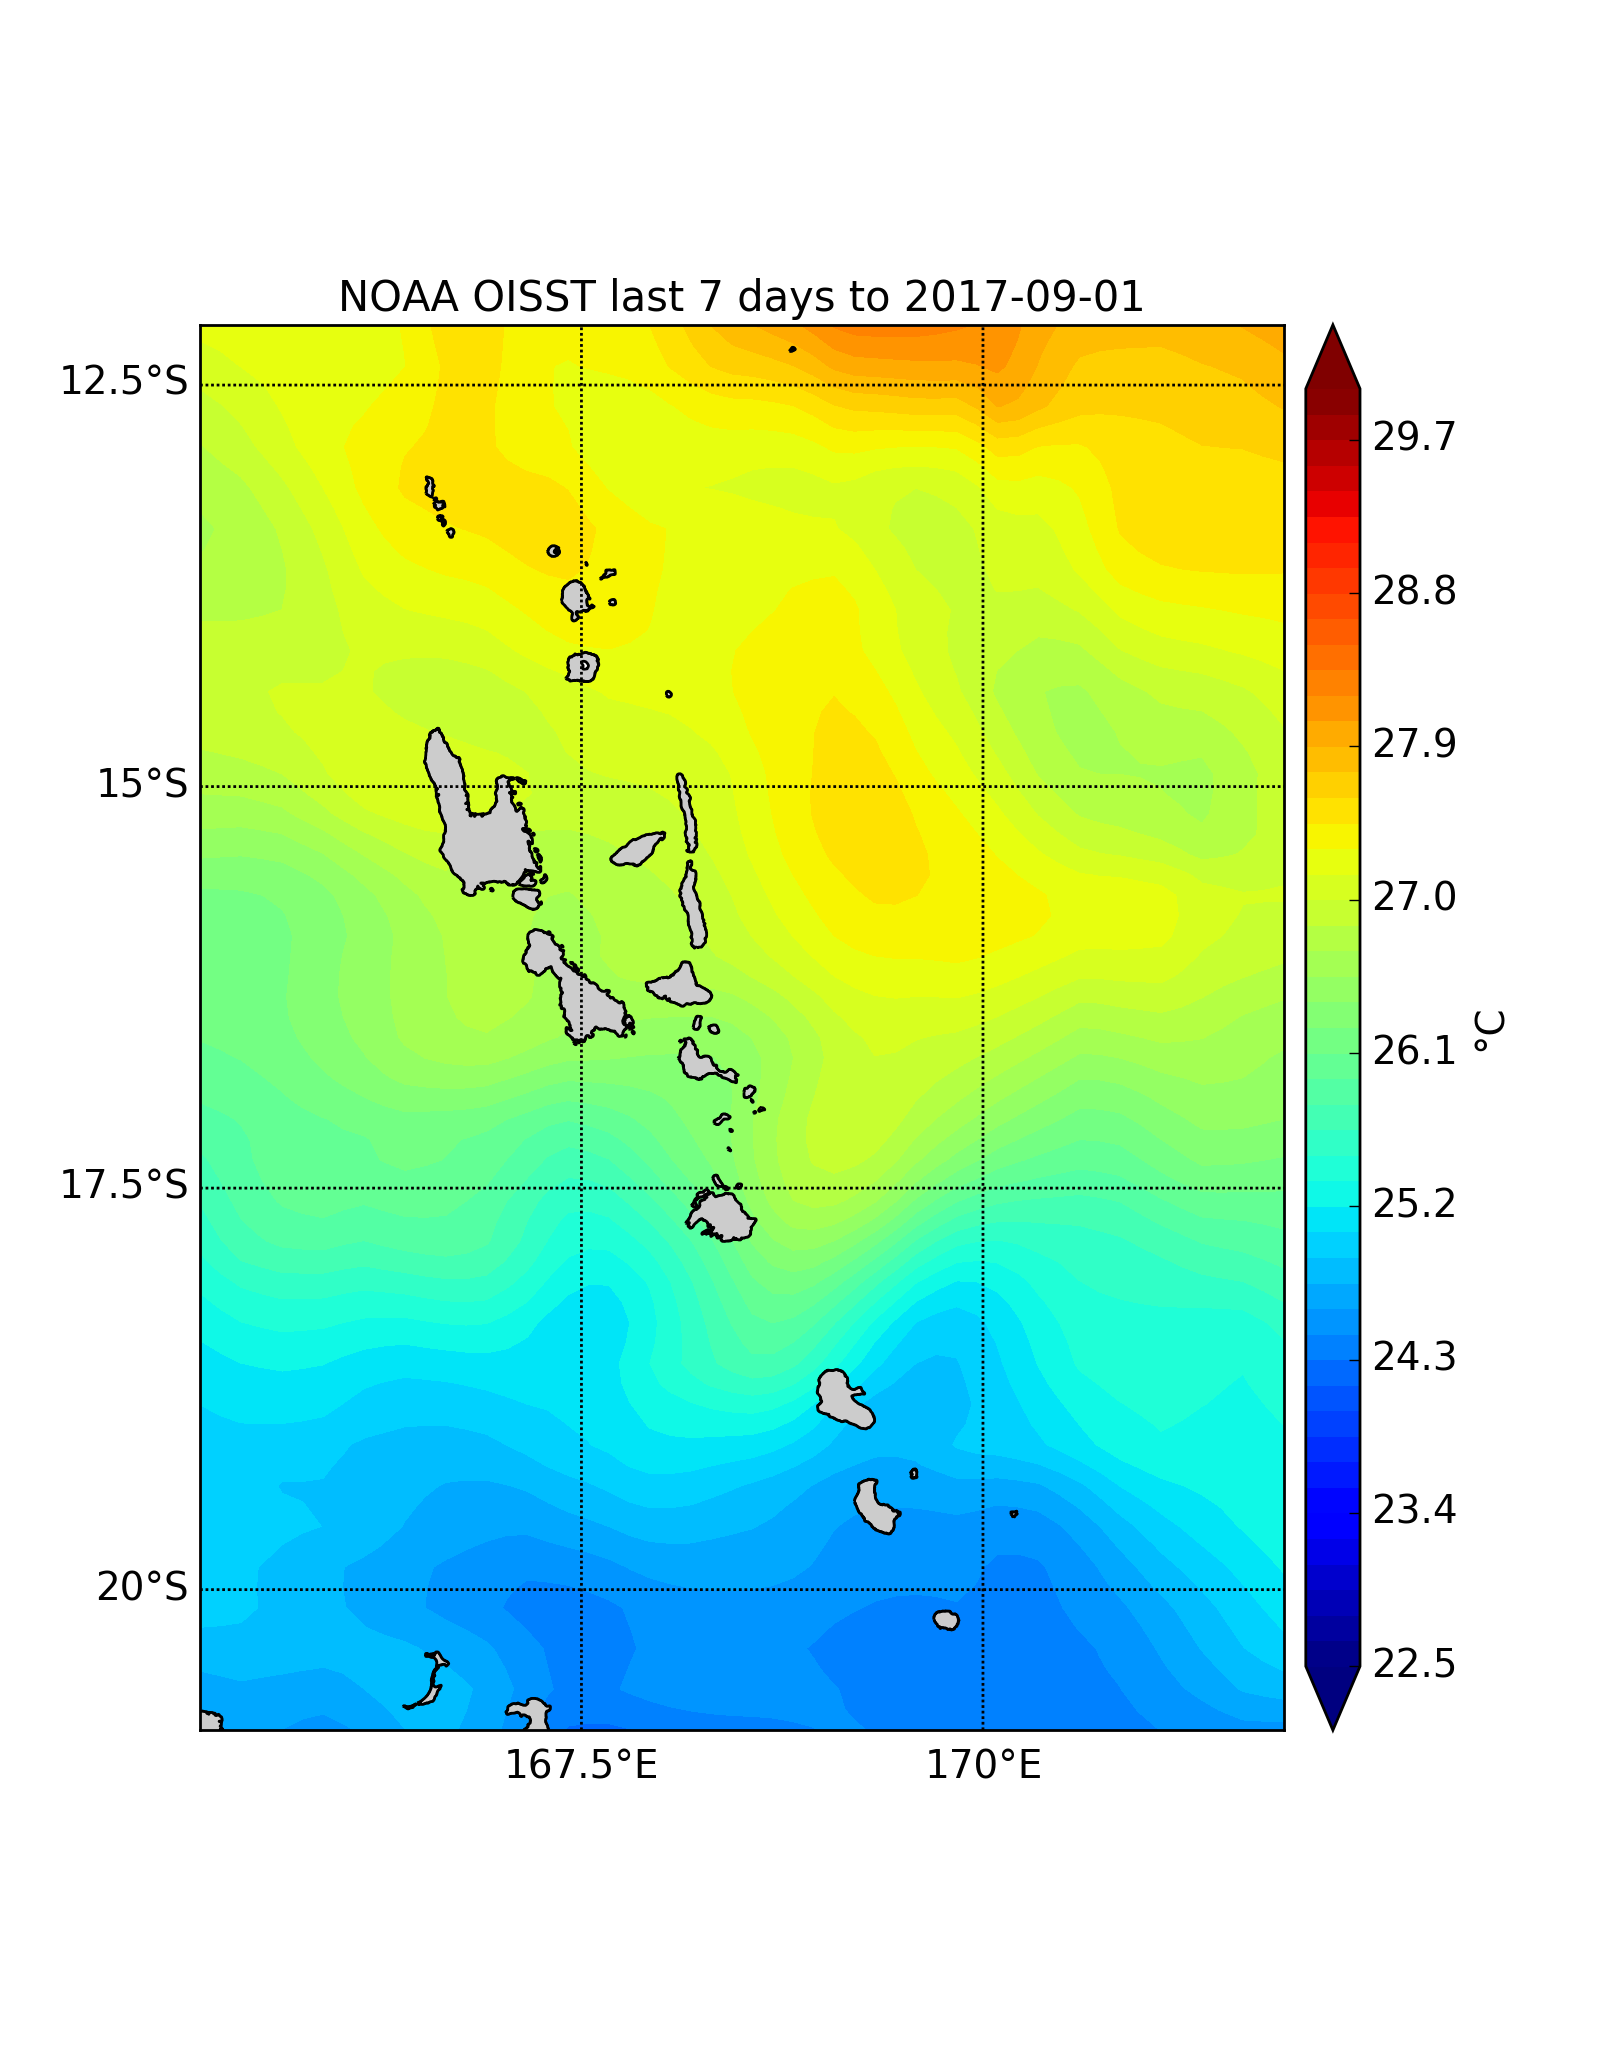 NOAA OISST last 7 days to 2017-09-01
12.5°S
15°S
17.5°S
20°S
167.5°E
170°E
29.7
28.8
27.9
27.0
26.1
25.2
24.3
23.4
22.5
°C